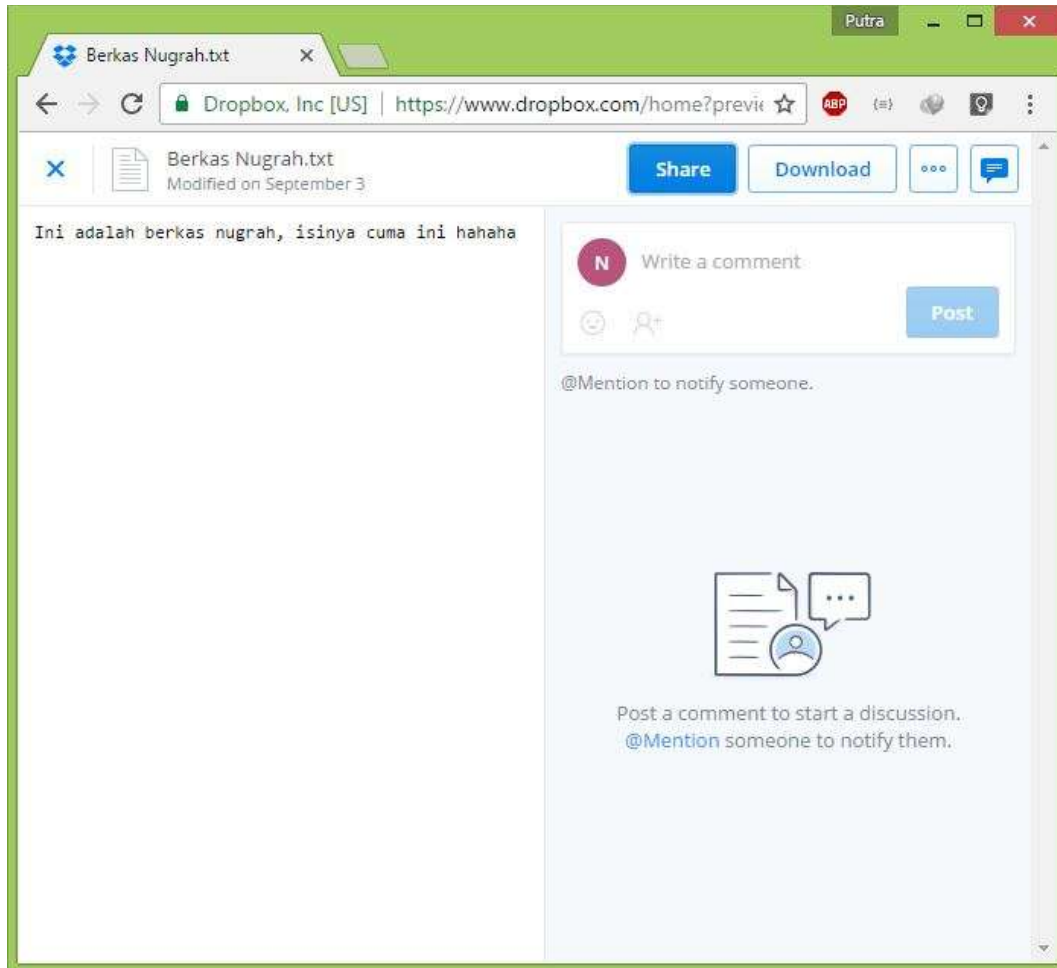 Putra
Berkas Nugrah.txt
Dropbox, Inc [US] | https://www.dropbox.com/home?previe
ABP
Berkas Nugrah.txt
Modified on September 3
Share
Download
Ini adalah berkas nugrah, isinya cuma ini hahaha
N
Write a comment
Post
@Mention to notify someone.
Post a comment to start a discussion.
@Mention someone to notify them.